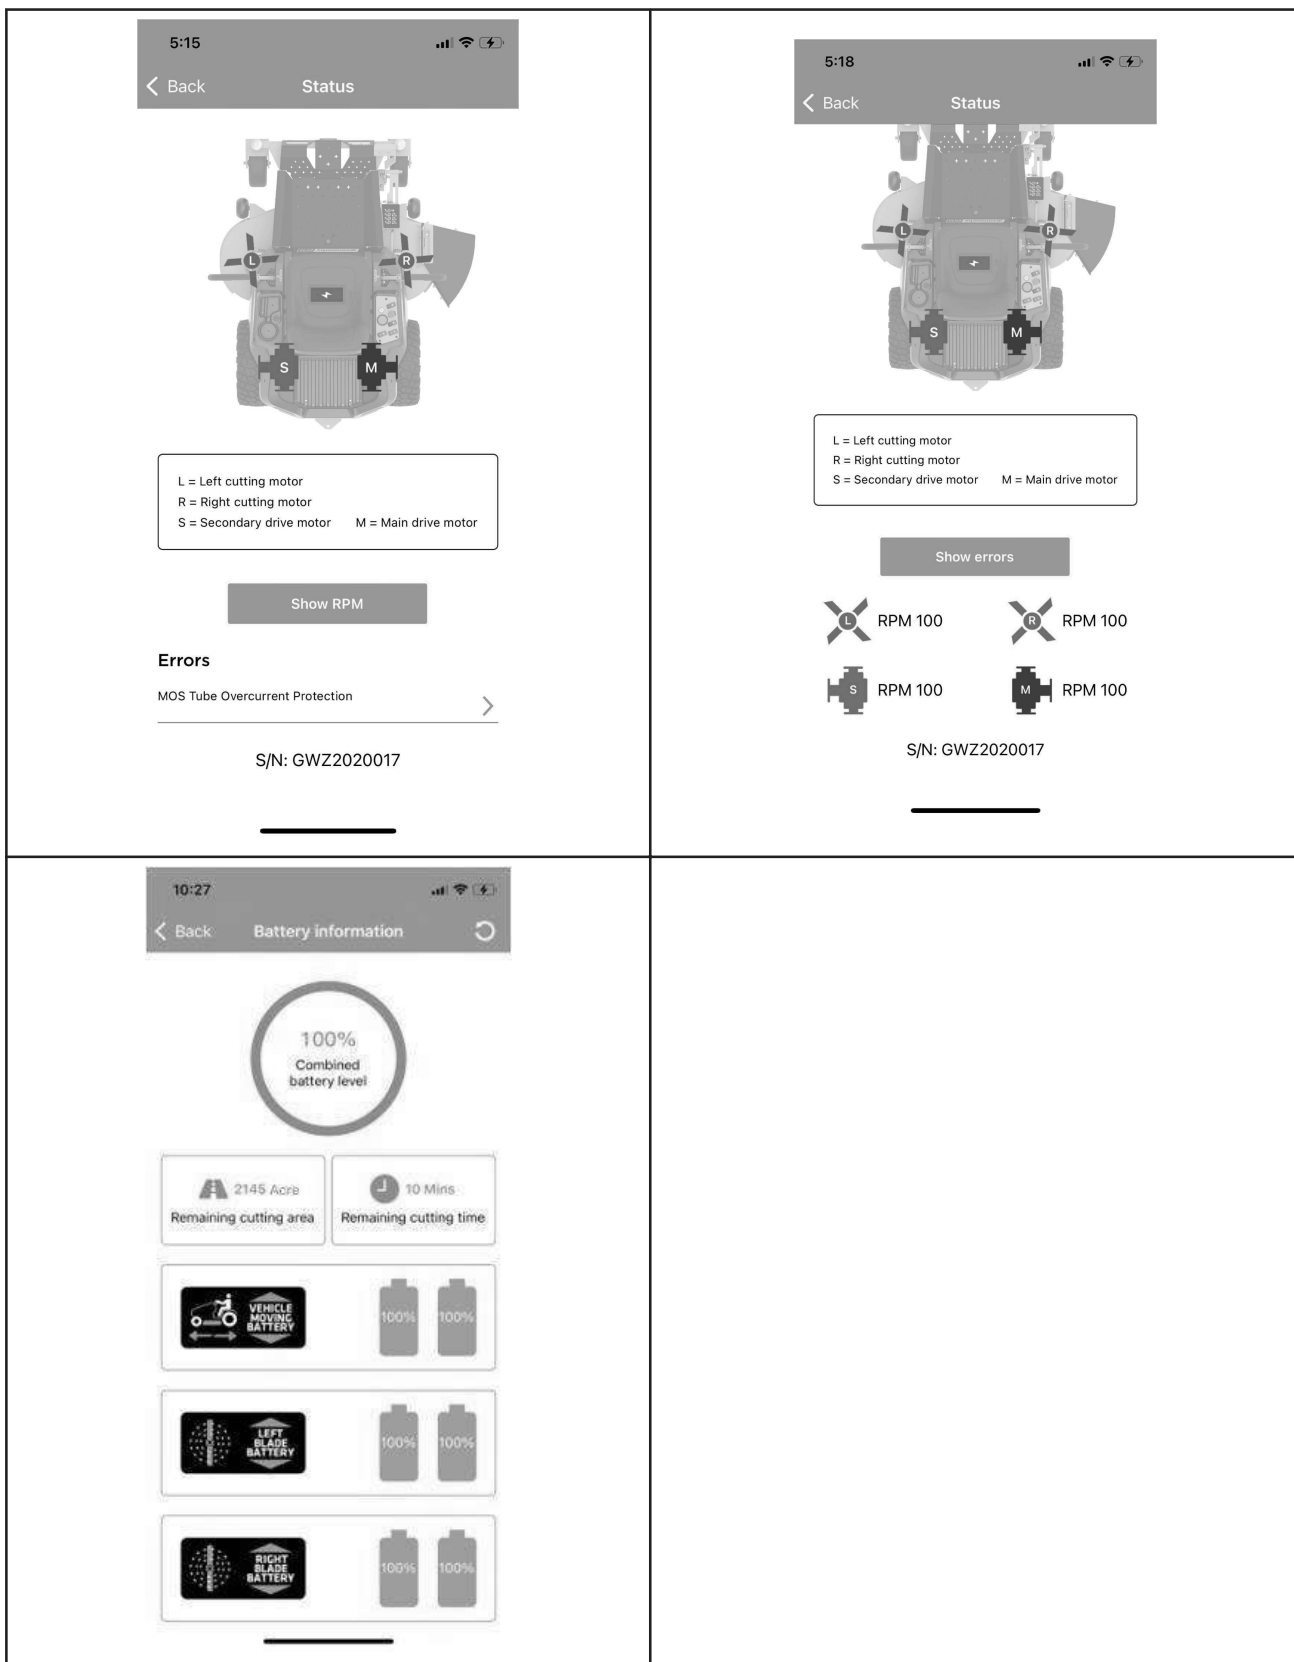 5:15
Back Status
L
R
S
M
L = Left cutting motor
R = Right cutting motor
S = Secondary drive motor M = Main drive motor
Show RPM
Errors
MOS Tube Overcurrent Protection
S/N: GWZ2020017
5:18
Back Status
L
R
S
M
L = Left cutting motor
R = Right cutting motor
S = Secondary drive motor M = Main drive motor
Show errors
L RPM 100 R RPM 100
S RPM 100 M RPM 100
S/N: GWZ2020017
10:27
Back Battery information
100%
Combined
battery level
2145 Acre 10 Mins
Remaining cutting area Remaining cutting time
VEHICLE
MOVING
BATTERY
100% 100%
LEFT
BLADE
BATTERY
100% 100%
RIGHT
BLADE
BATTERY
100% 100%